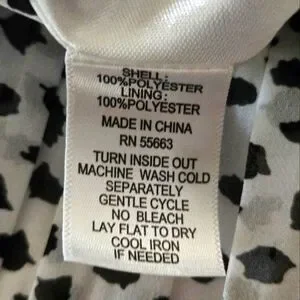 SHELL:
100%POLYESTER
LINING:
100%POLYESTER
MADE IN CHINA
RN 55663
TURN INSIDE OUT
MACHINE WASH COLD
SEPARATELY
GENTLE CYCLE
NO BLEACH
LAY FLAT TO DRY
COOL IRON
IF NEEDED